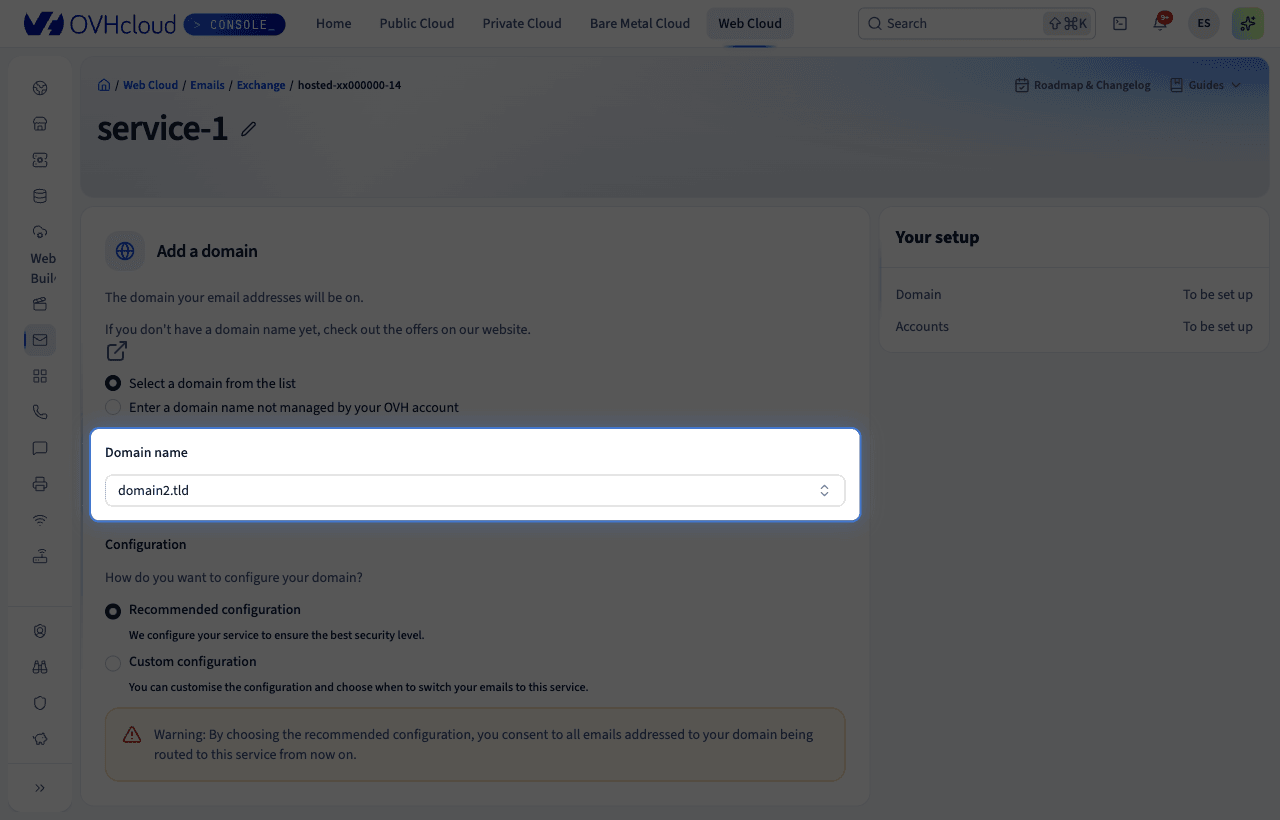 OVHcloud > CONSOLE_ Home Public Cloud Private Cloud Bare Metal Cloud Web Cloud Search ⇧⌘K 9+ ES
/ Web Cloud / Emails / Exchange / hosted-xx000000-14
Roadmap & Changelog Guides
service-1
Web
Buil
Add a domain
The domain your email addresses will be on.
If you don't have a domain name yet, check out the offers on our website.
Select a domain from the list
Enter a domain name not managed by your OVH account
Domain name
domain2.tld
Configuration
How do you want to configure your domain?
Recommended configuration
We configure your service to ensure the best security level.
Custom configuration
You can customise the configuration and choose when to switch your emails to this service.
Warning: By choosing the recommended configuration, you consent to all emails addressed to your domain being
routed to this service from now on.
Your setup
Domain To be set up
Accounts To be set up